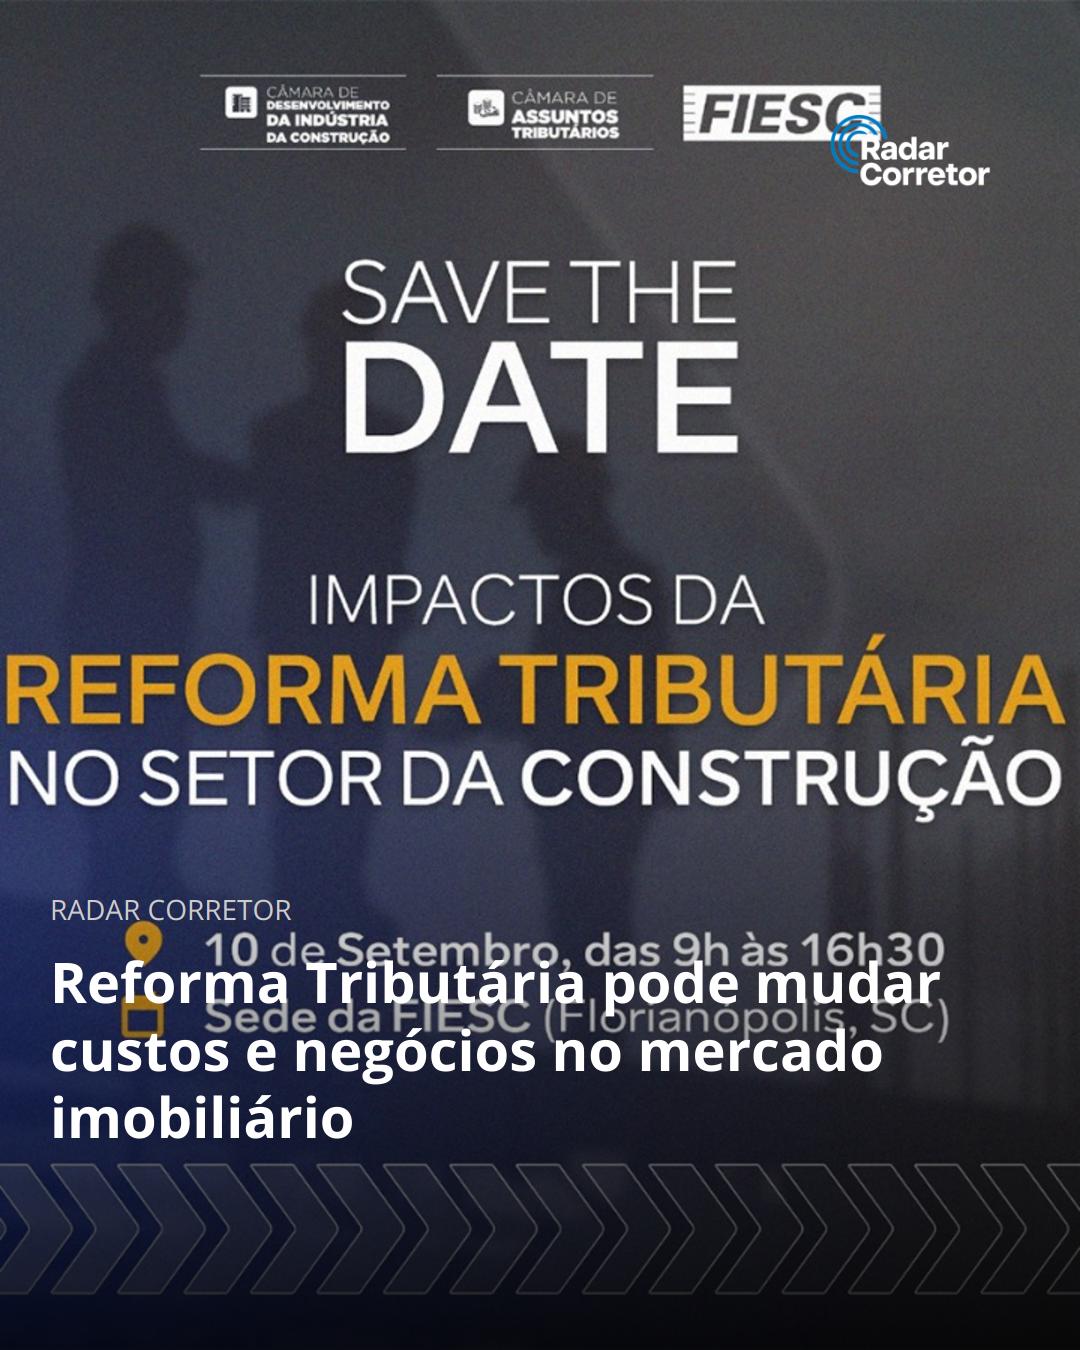 CÂMARA DE
DESENVOLVIMENTO
DA INDÚSTRIA
DA CONSTRUÇÃO
CÂMARA DE
ASSUNTOS
TRIBUTÁRIOS
FIESC
Radar
Corretor
SAVE THE
DATE
IMPACTOS DA
REFORMA TRIBUTÁRIA
NO SETOR DA CONSTRUÇÃO
RADAR CORRETOR
10 de Setembro, das 9h às 16h30
Sede da FIESC (Florianópolis, SC)
Reforma Tributária pode mudar
custos e negócios no mercado
imobiliário